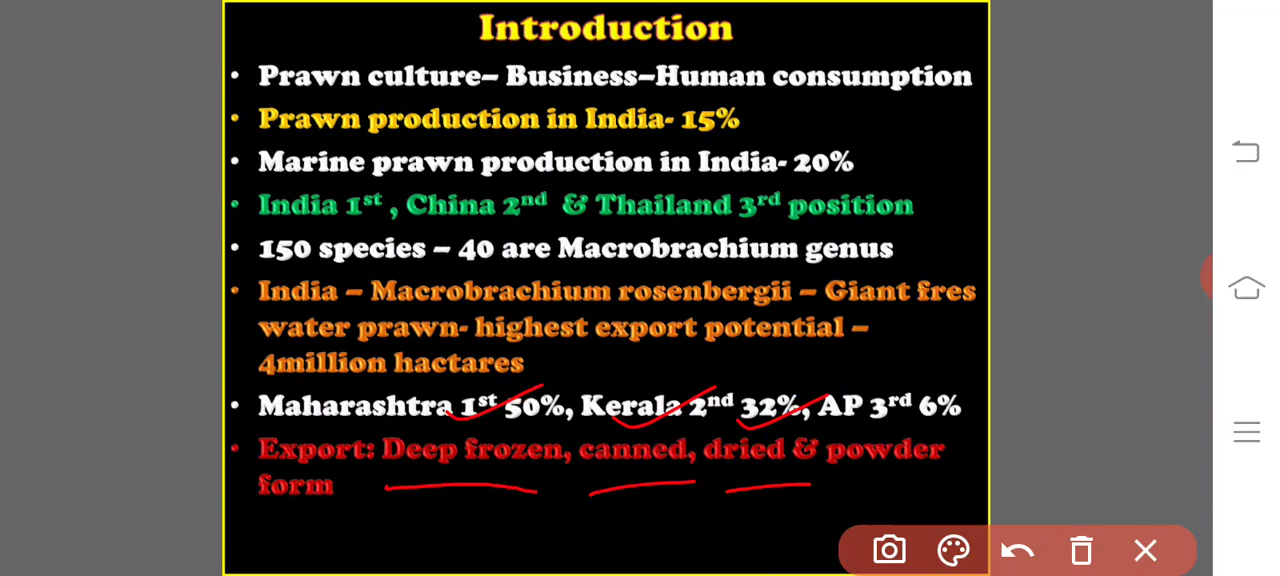 Introduction
• Prawn culture– Business–Human consumption
• Prawn production in India- 15%
• Marine prawn production in India- 20%
• India 1st , China 2nd & Thailand 3rd position
• 150 species – 40 are Macrobrachium genus
• India – Macrobrachium rosenbergii – Giant fres
water prawn- highest export potential –
4million hactares
• Maharashtra 1st 50%, Kerala 2nd 32%, AP 3rd 6%
• Export: Deep frozen, canned, dried & powder
form